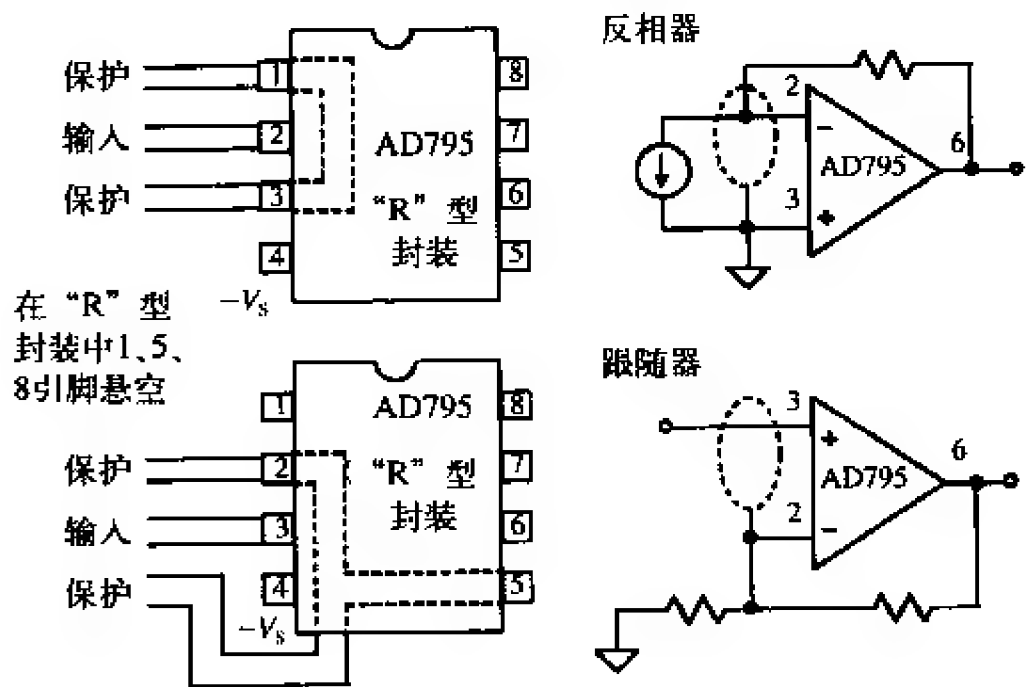 保护
输入
保护
1
2
3
4
8
7
6
5
AD795
“R” 型
封装
-Vs
反相器
2
3
6
AD795
-
+
在 “R” 型
封装中1、5、
8引脚悬空
保护
输入
保护
1
2
3
4
8
7
6
5
AD795
“R” 型
封装
-Vs
跟随器
3
2
6
AD795
+
-